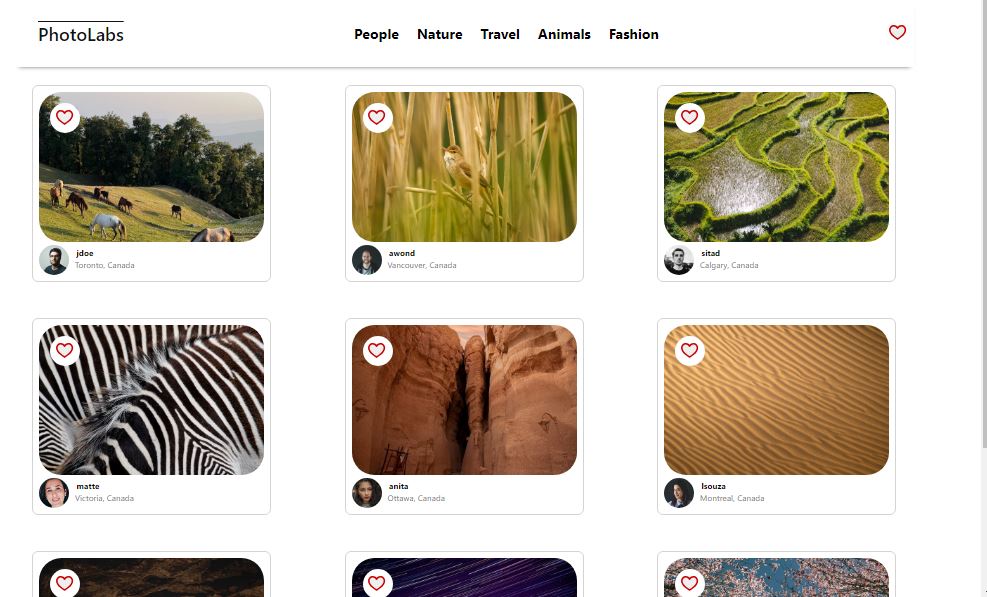 PhotoLabs
People Nature Travel Animals Fashion
jdoe
Toronto, Canada
awond
Vancouver, Canada
sitad
Calgary, Canada
matte
Victoria, Canada
anita
Ottawa, Canada
lsouza
Montreal, Canada